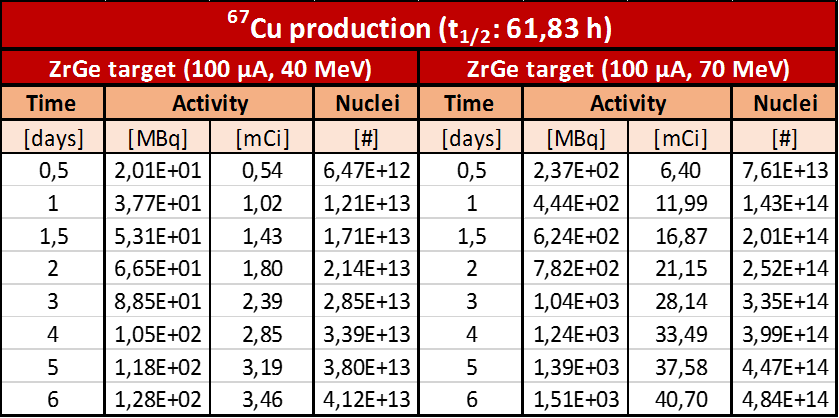 67Cu production (t1/2: 61,83 h)
ZrGe target (100 µA, 40 MeV) ZrGe target (100 µA, 70 MeV)
Time Activity Nuclei Time Activity Nuclei
[days] [MBq] [mCi] [#] [days] [MBq] [mCi] [#]
0,5 2,01E+01 0,54 6,47E+12 0,5 2,37E+02 6,40 7,61E+13
1 3,77E+01 1,02 1,21E+13 1 4,44E+02 11,99 1,43E+14
1,5 5,31E+01 1,43 1,71E+13 1,5 6,24E+02 16,87 2,01E+14
2 6,65E+01 1,80 2,14E+13 2 7,82E+02 21,15 2,52E+14
3 8,85E+01 2,39 2,85E+13 3 1,04E+03 28,14 3,35E+14
4 1,05E+02 2,85 3,39E+13 4 1,24E+03 33,49 3,99E+14
5 1,18E+02 3,19 3,80E+13 5 1,39E+03 37,58 4,47E+14
6 1,28E+02 3,46 4,12E+13 6 1,51E+03 40,70 4,84E+14